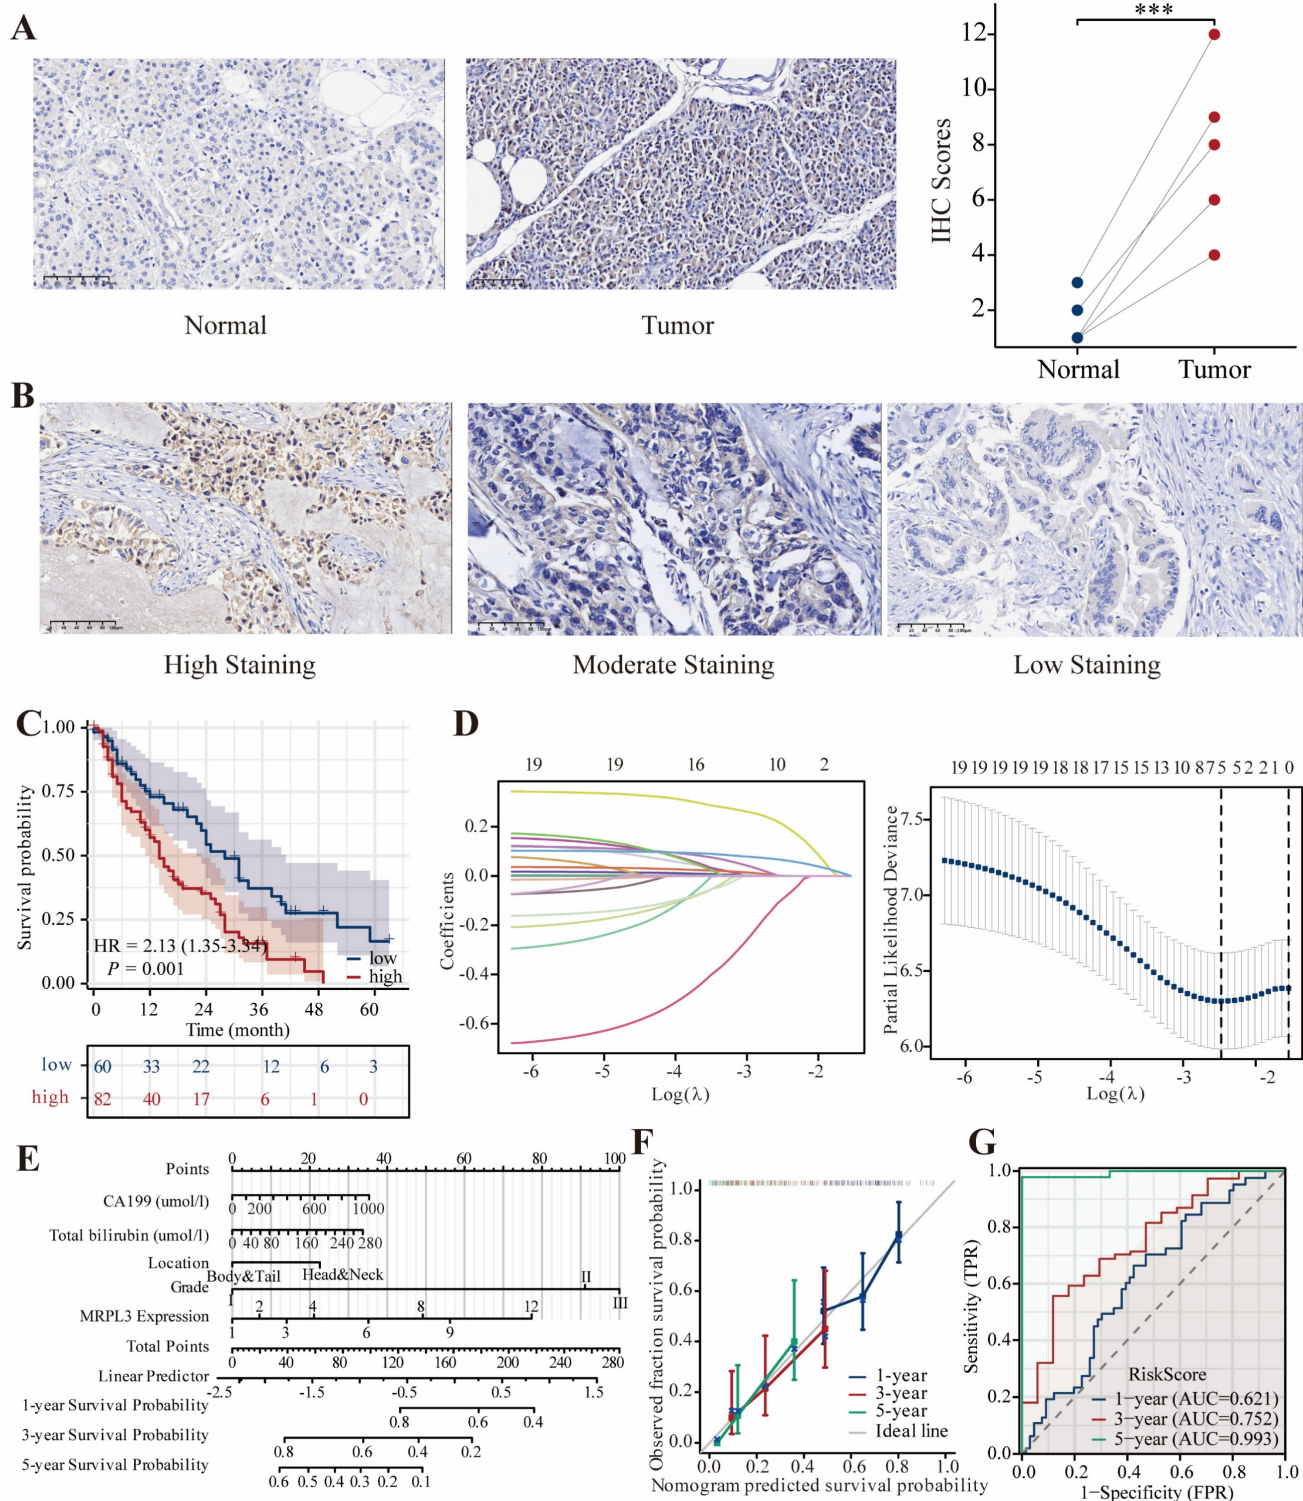 A
***
IHC Scores
12
10
8
6
4
2
Normal
Tumor
Normal
Tumor
B
High Staining
Moderate Staining
Low Staining
C
Survival probability
1.00
0.75
0.50
0.25
0.00
HR = 2.13 (1.35-3.34)
P = 0.001
low
high
0 12 24 36 48 60
Time (month)
low 60 33 22 12 6 3
high 82 40 17 6 1 0
D
19 19 16 10 2
Coefficients
0.2
0.0
-0.2
-0.4
-0.6
-6 -5 -4 -3 -2
Log(λ)
19 19 19 19 19 18 18 17 15 15 13 10 8 7 5 5 2 2 1 0
Partial Likelihood Deviance
7.5
7.0
6.5
6.0
-6 -5 -4 -3 -2
Log(λ)
E
Points
0 20 40 60 80 100
CA199 (umol/l)
0 200 600 1000
Total bilirubin (umol/l)
0 40 80 160 240 280
Location
Body&Tail Head&Neck
Grade
I II III
MRPL3 Expression
2 4 8 12
1 3 6 9
Total Points
0 40 80 120 160 200 240 280
Linear Predictor
-2.5 -1.5 -0.5 0.5 1.5
1-year Survival Probability
0.8 0.6 0.4
3-year Survival Probability
0.8 0.6 0.4 0.2
5-year Survival Probability
0.6 0.5 0.4 0.3 0.2 0.1
F
Observed fraction survival probability
1.0
0.8
0.6
0.4
0.2
0.0
1-year
3-year
5-year
Ideal line
0.0 0.2 0.4 0.6 0.8 1.0
Nomogram predicted survival probability
G
Sensitivity (TPR)
1.0
0.8
0.6
0.4
0.2
0.0
RiskScore
1−year (AUC=0.621)
3−year (AUC=0.752)
5−year (AUC=0.993)
0.0 0.2 0.4 0.6 0.8 1.0
1−Specificity (FPR)